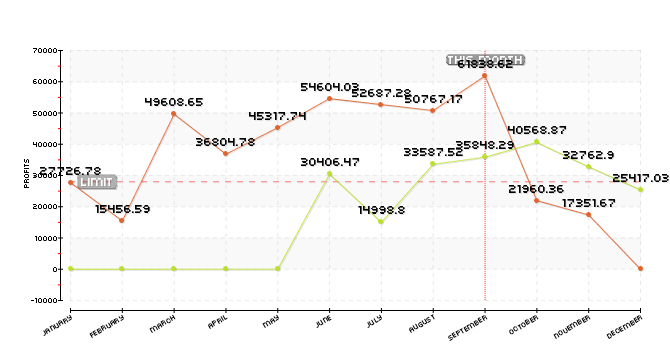 THIS MONTH
70000
61838.62
60000
54604.03
52687.28
50767.17
49608.65
50000
45317.74
40568.87
40000
36804.78
35848.29
33587.52
32762.9
30406.47
30000
27726.78
LIMIT
25417.03
21960.36
20000
17351.67
15456.59
14998.8
10000
0
-10000
PROFITS
JANUARY
FEBRUARY
MARCH
APRIL
MAY
JUNE
JULY
AUGUST
SEPTEMBER
OCTOBER
NOVEMBER
DECEMBER